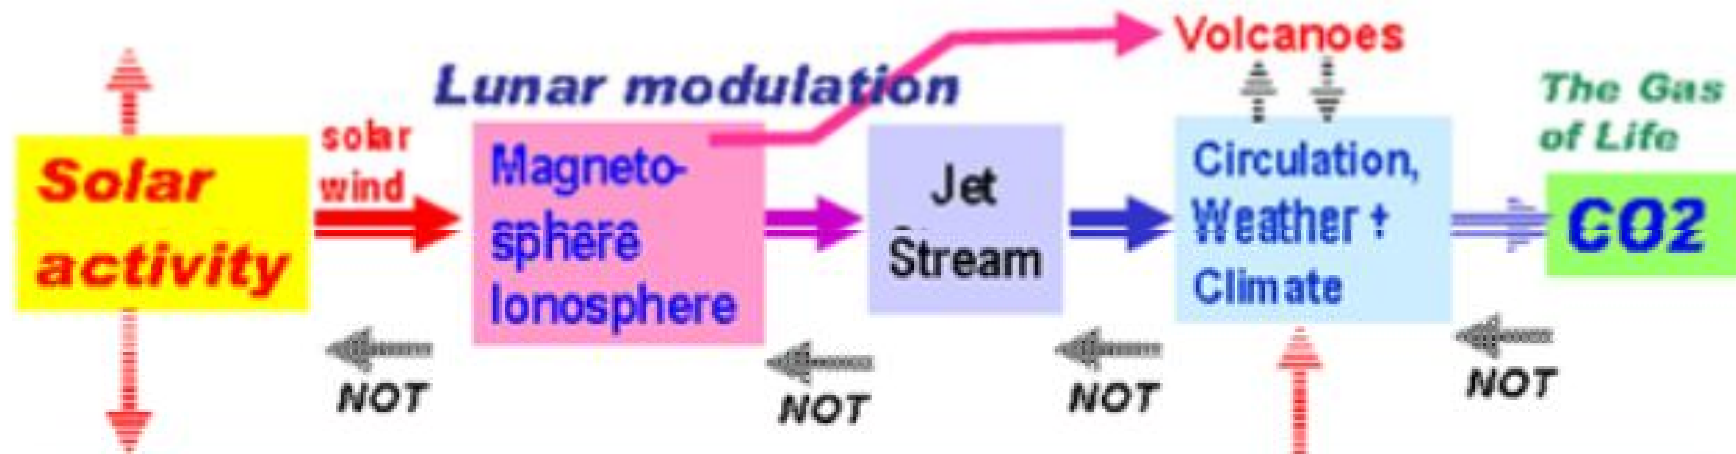 Volcanoes
Lunar modulation
The Gas
of Life
solar
wind
Solar
activity
Magneto-
sphere
Ionosphere
Jet
Stream
Circulation,
Weather +
Climate
CO2
NOT
NOT
NOT
NOT